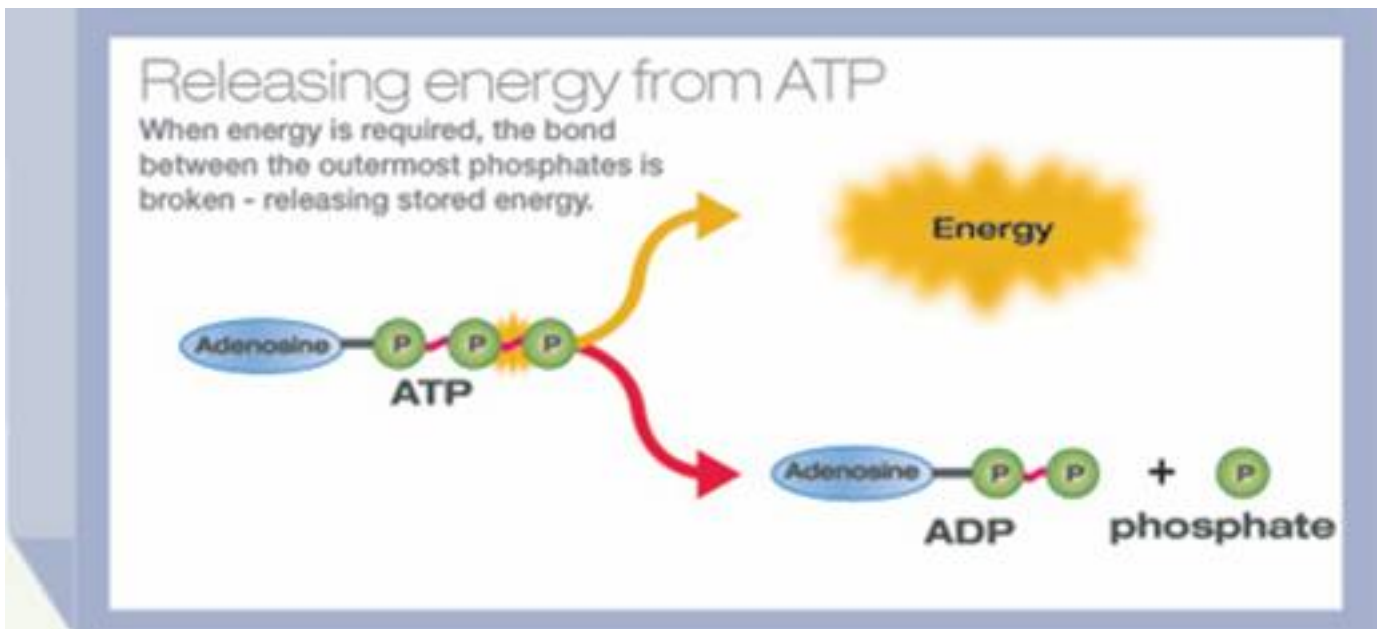 Releasing energy from ATP
When energy is required, the bond
between the outermost phosphates is
broken - releasing stored energy.
Energy
Adenosine P P P
ATP
Adenosine P P + P
ADP phosphate